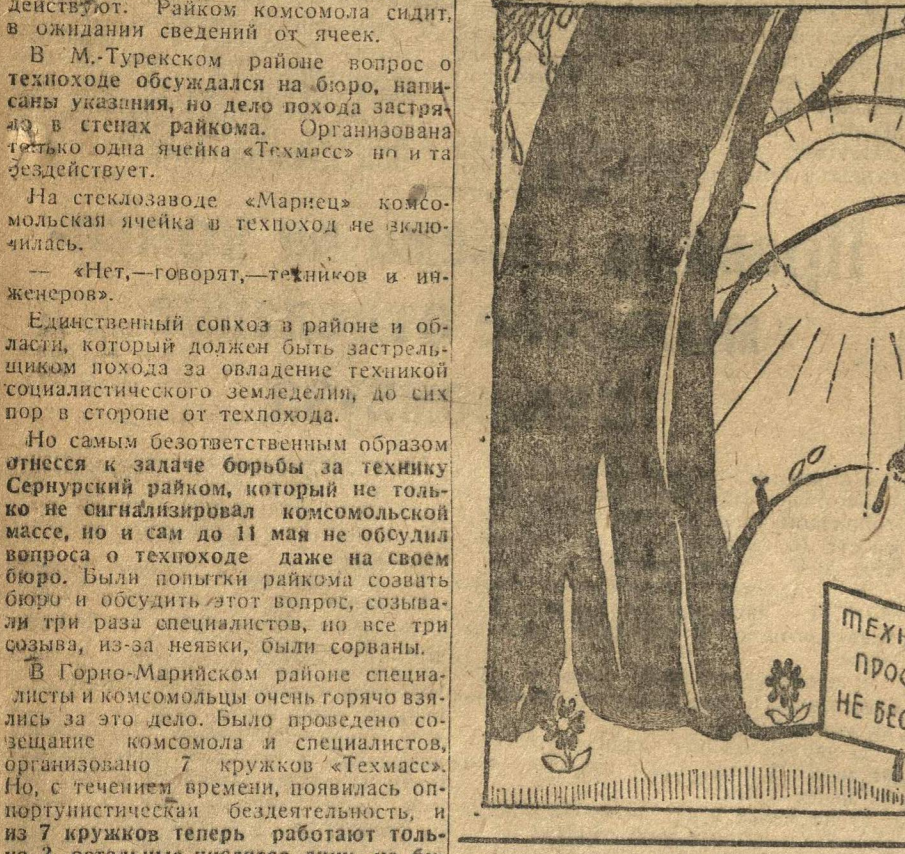 действуют. Райком комсомола сидит,
в ожидании сведений от ячеек.
В М.-Турекском районе вопрос о
техпоходе обсуждался на бюро, напи-
саны указания, но дело похода застря-
ло в стенах райкома. Организована
только одна ячейка «Техмасс» но и та
бездействует.
На стеклозаводе «Мариец» комсо-
мольская ячейка в техпоход не вклю-
чилась.
— «Нет,—говорят,—техников и ин-
женеров».
Единственный совхоз в районе и об-
ласти, который должен быть застрель-
щиком похода за овладение техникой
социалистического земледелия, до сих
пор в стороне от техпохода.
Но самым безответственным образом
отнесся к задаче борьбы за технику
Сернурский райком, который не толь-
ко не сигнализировал комсомольской
массе, но и сам до 11 мая не обсудил
вопроса о техпоходе даже на своем
бюро. Были попытки райкома созвать
бюро и обсудить этот вопрос, созыва-
ли три раза специалистов, но все три
созыва, из-за неявки, были сорваны.
В Горно-Марийском районе специа-
листы и комсомольцы очень горячо взя-
лись за это дело. Было проведено со-
вещание комсомола и специалистов,
организовано 7 кружков «Техмасс».
Но, с течением времени, появилась оп-
портунистическая бездеятельность, и
из 7 кружков теперь работают толь-
ТЕХН
ПРОС
НЕ БЕС